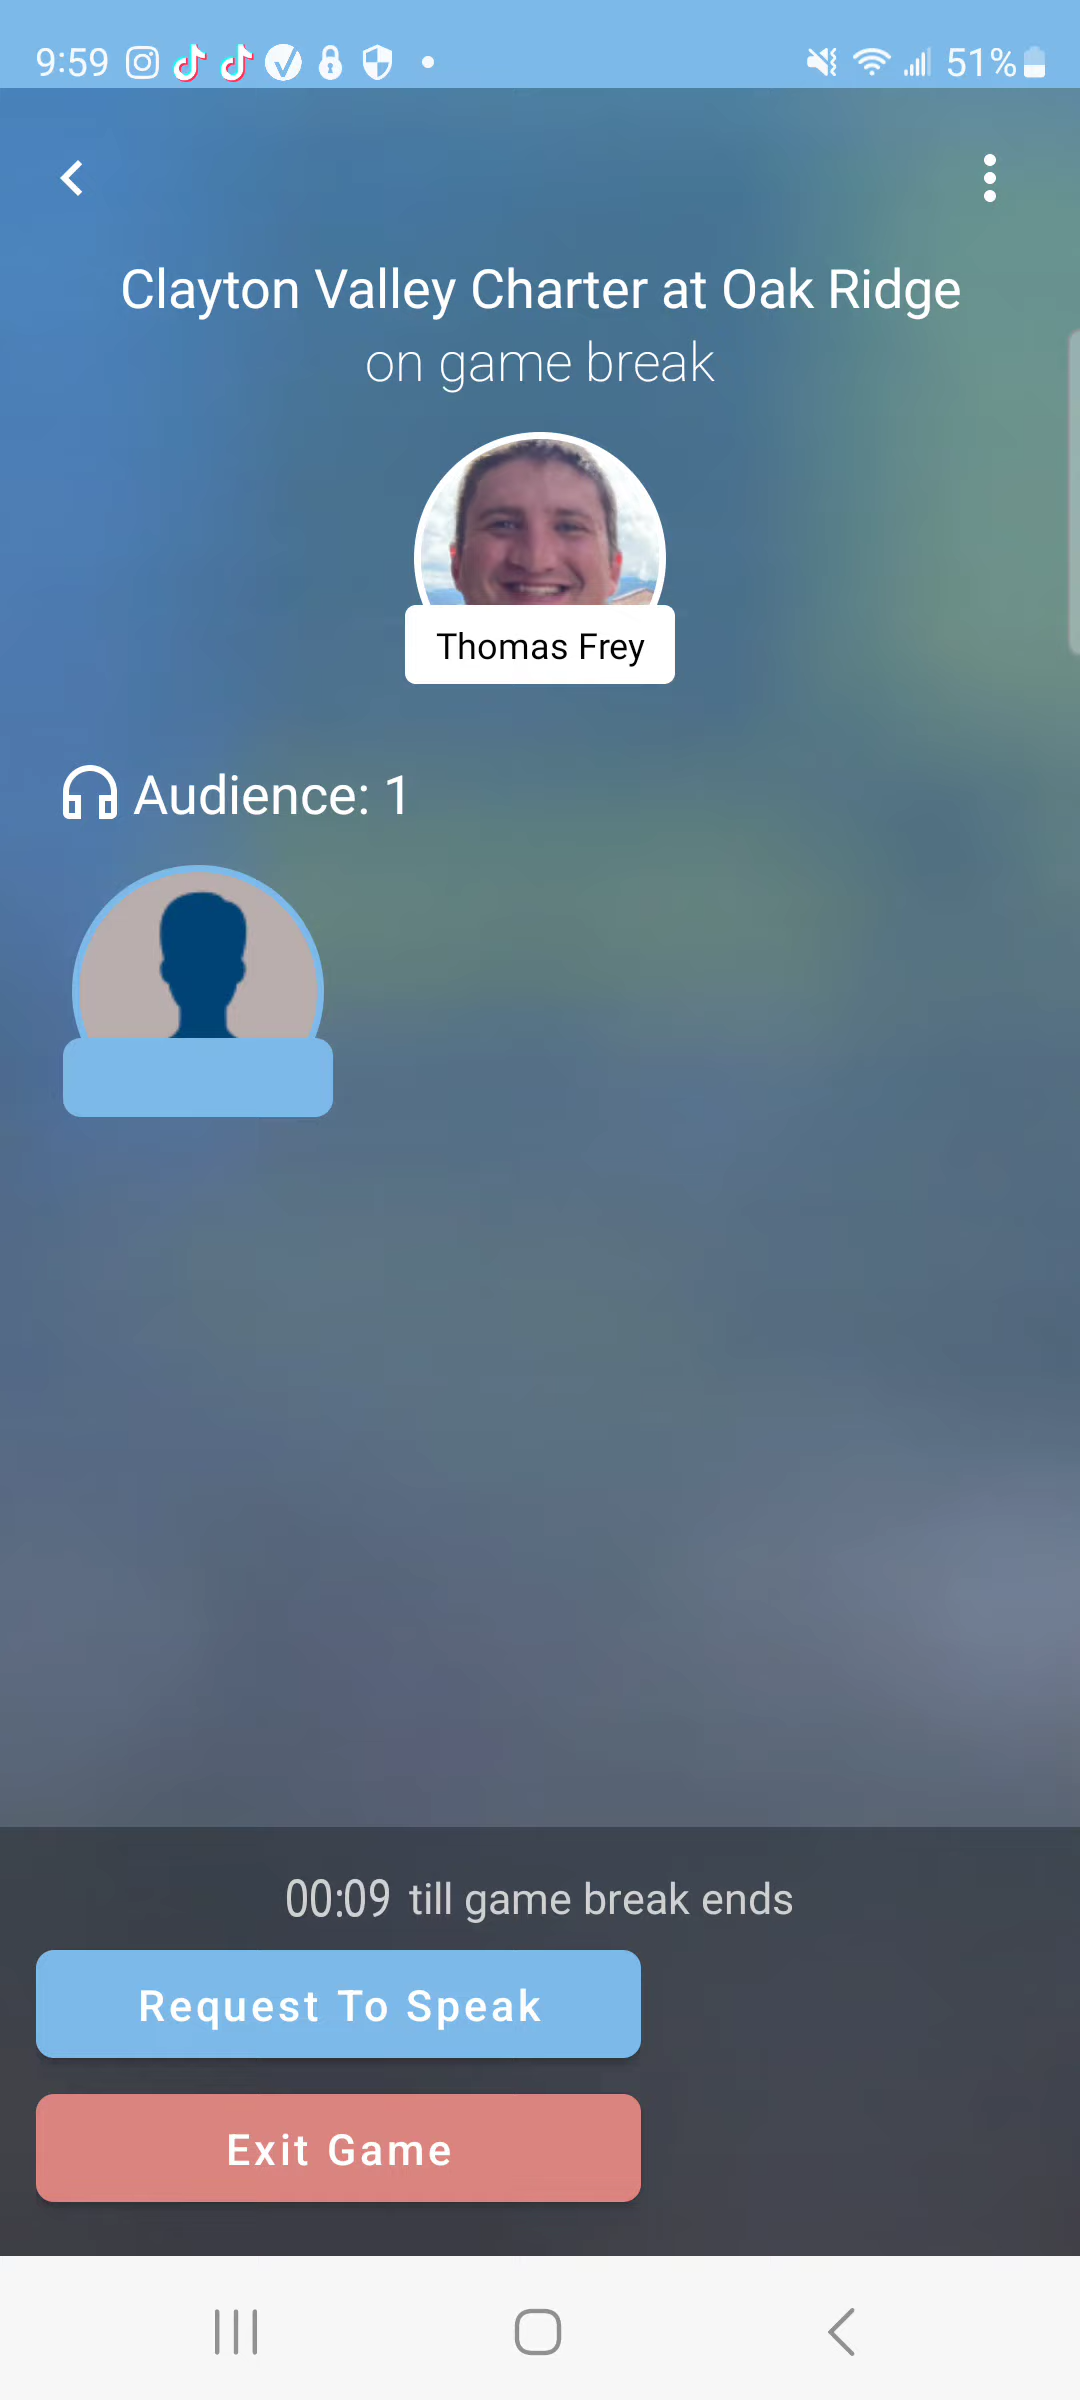 9:59
51%
Clayton Valley Charter at Oak Ridge
on game break
Thomas Frey
Audience: 1
00:09 till game break ends
Request To Speak
Exit Game